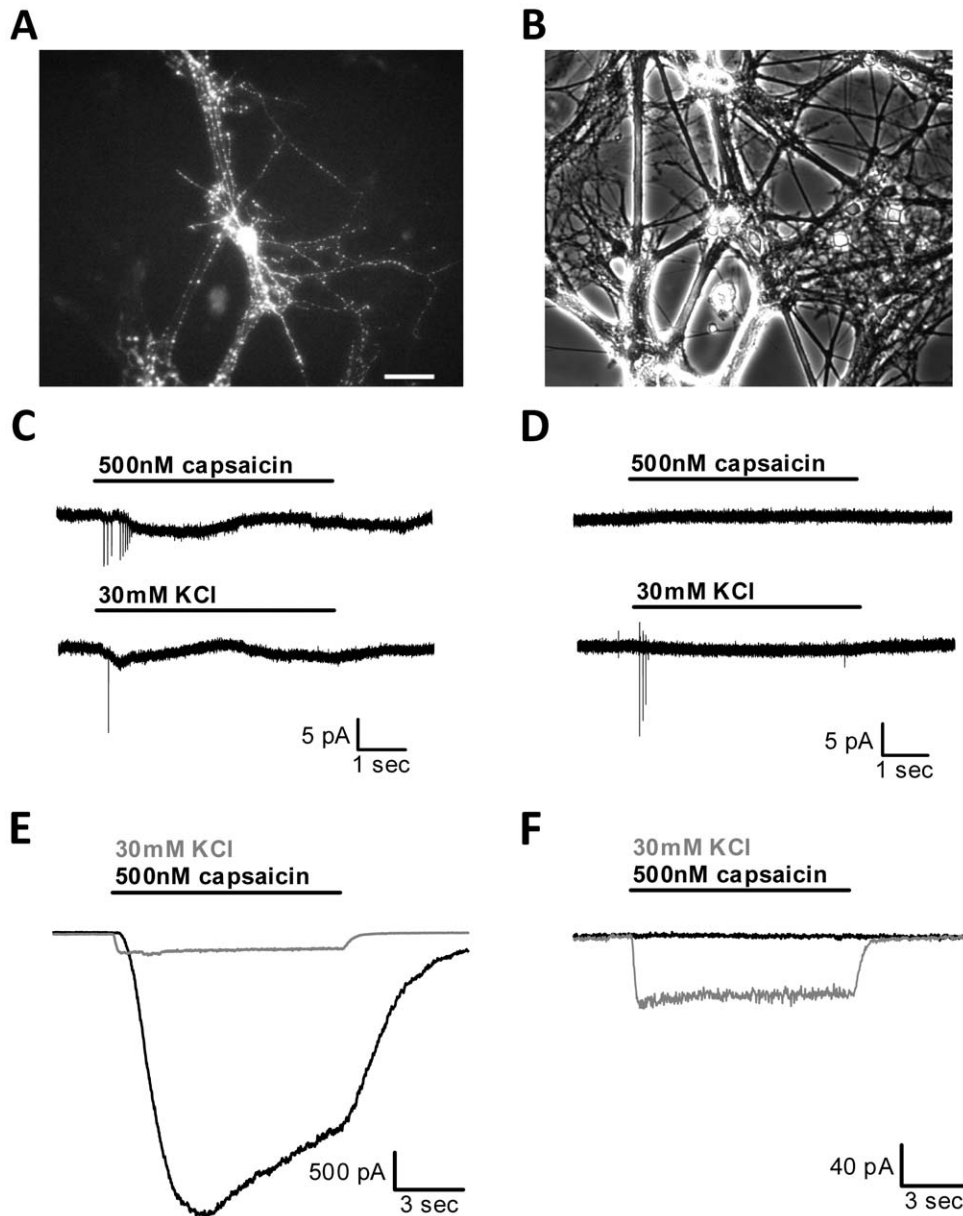 A
B
C
500nM capsaicin
30mM KCl
5 pA
1 sec
D
500nM capsaicin
30mM KCl
5 pA
1 sec
E
30mM KCl
500nM capsaicin
500 pA
3 sec
F
30mM KCl
500nM capsaicin
40 pA
3 sec